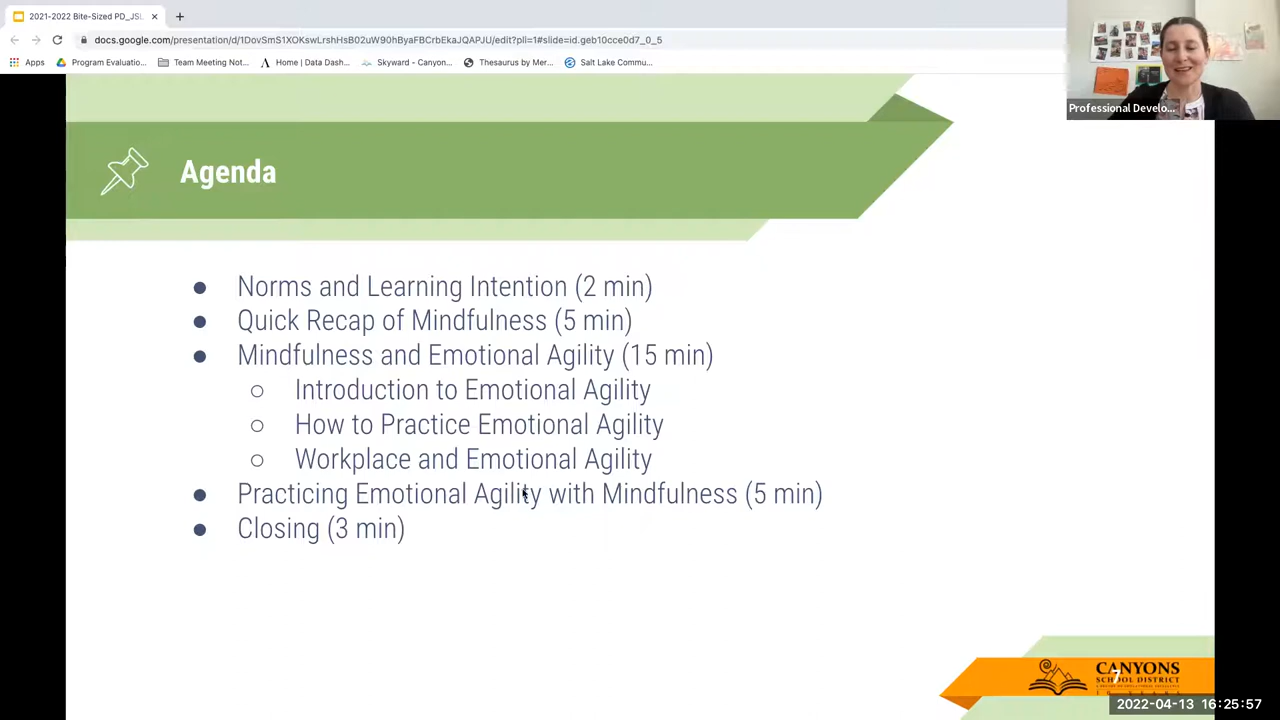 2021-2022 Bite-Sized PD_JSL
docs.google.com/presentation/d/1DovSmS1XOKswLrshHsB02uW90hByaFBCrbEkaJQAPJU/edit?pli=1#slide=id.geb10cce0d7_0_5
Apps Program Evaluatio... Team Meeting Not... Home | Data Dash... Skyward - Canyon... Thesaurus by Mer... Salt Lake Commu...
Professional Develo...
Agenda
● Norms and Learning Intention (2 min)
● Quick Recap of Mindfulness (5 min)
● Mindfulness and Emotional Agility (15 min)
○ Introduction to Emotional Agility
○ How to Practice Emotional Agility
○ Workplace and Emotional Agility
● Practicing Emotional Agility with Mindfulness (5 min)
● Closing (3 min)
CANYONS
SCHOOL DISTRICT
7
2022-04-13 16:25:57